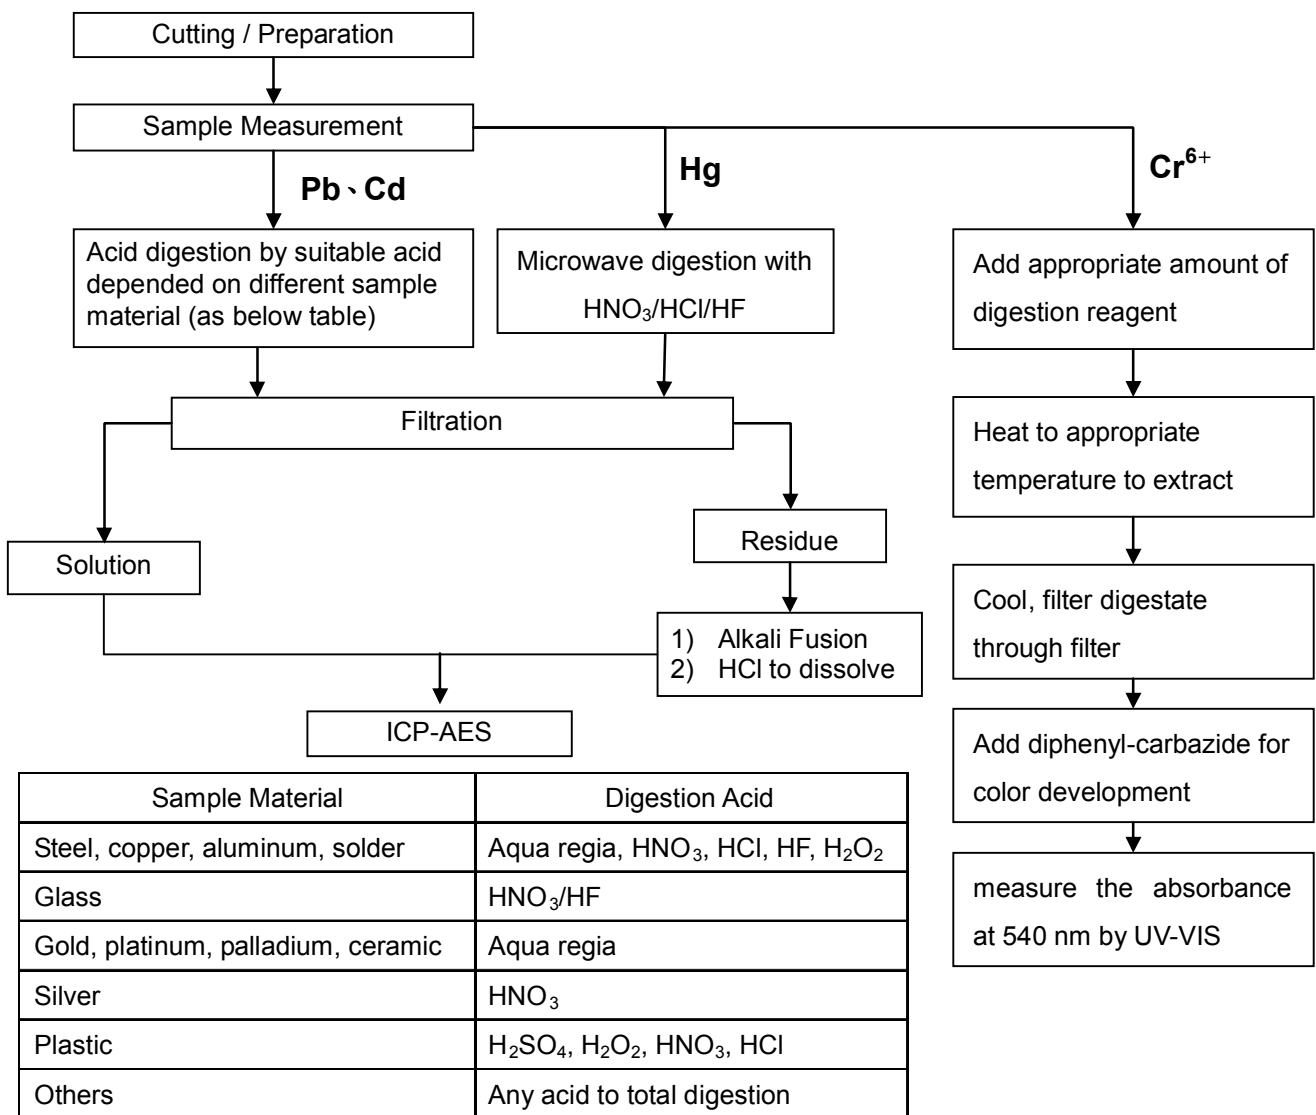 Cutting / Preparation
Sample Measurement
Pb、Cd
Hg
Cr⁶⁺
Acid digestion by suitable acid
depended on different sample
material (as below table)
Microwave digestion with
HNO₃/HCl/HF
Add appropriate amount of
digestion reagent
Filtration
Heat to appropriate
temperature to extract
Solution
Residue
Cool, filter digestate
through filter
1) Alkali Fusion
2) HCl to dissolve
ICP-AES
Add diphenyl-carbazide for
color development
measure the absorbance
at 540 nm by UV-VIS
Sample Material Digestion Acid
Steel, copper, aluminum, solder Aqua regia, HNO₃, HCl, HF, H₂O₂
Glass HNO₃/HF
Gold, platinum, palladium, ceramic Aqua regia
Silver HNO₃
Plastic H₂SO₄, H₂O₂, HNO₃, HCl
Others Any acid to total digestion